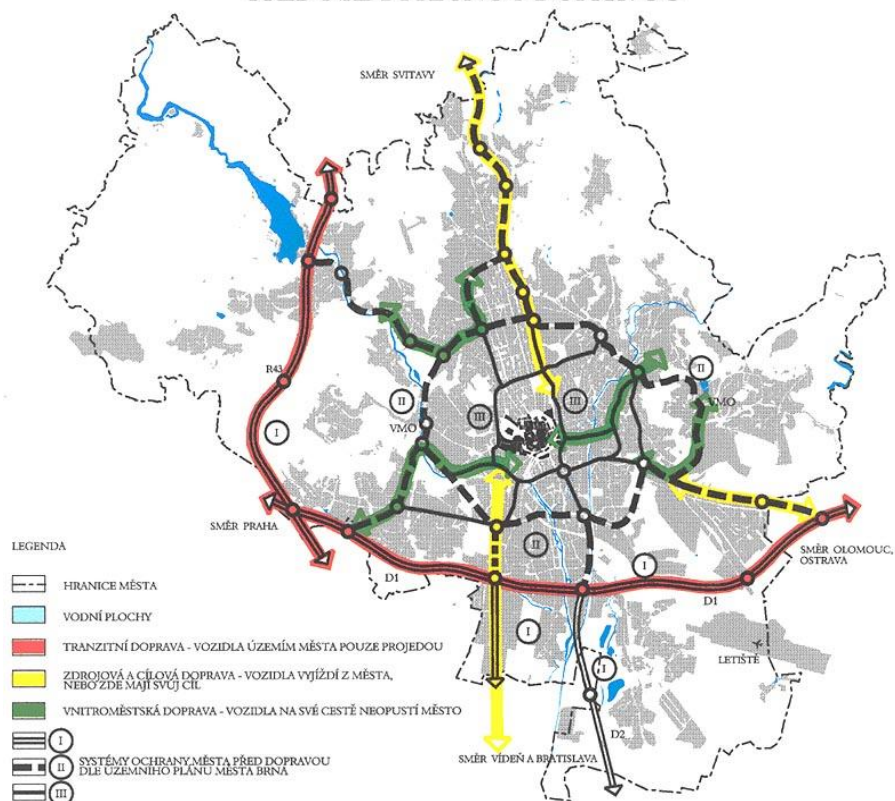 SMĚR SVITAVY
R43
I
II
VMO
III
III
II
VMO
SMĚR PRAHA
SMĚR OLOMOUC,
OSTRAVA
II
I
D1
D1
I
LETIŠTĚ
I
D2
SMĚR VÍDEŇ A BRATISLAVA
LEGENDA
HRANICE MĚSTA
VODNÍ PLOCHY
TRANZITNÍ DOPRAVA - VOZIDLA ÚZEMÍM MĚSTA POUZE PROJEDOU
ZDROJOVÁ A CÍLOVÁ DOPRAVA - VOZIDLA VYJÍŽDÍ Z MĚSTA,
NEBO ZDE MAJÍ SVŮJ CÍL
VNITROMĚSTSKÁ DOPRAVA - VOZIDLA NA SVÉ CESTĚ NEOPUSTÍ MĚSTO
I
II SYSTÉMY OCHRANY MĚSTA PŘED DOPRAVOU
DLE ÚZEMNÍHO PLÁNU MĚSTA BRNA
III